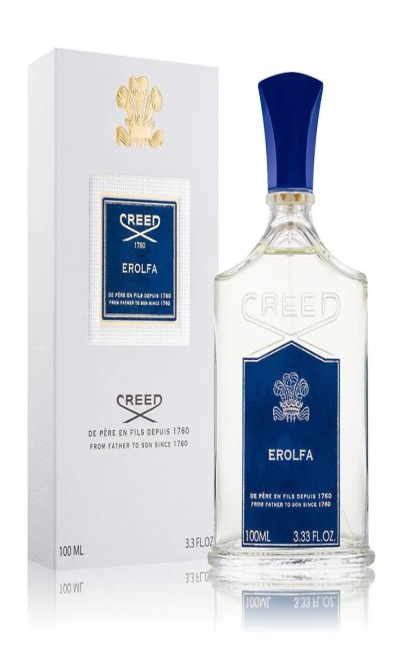 CREED
1760
EROLFA
DE PÈRE EN FILS DEPUIS 1760
FROM FATHER TO SON SINCE 1760
CREED
DE PÈRE EN FILS DEPUIS 1760
FROM FATHER TO SON SINCE 1760
100 ML
3.3 FL.OZ
CREED
EROLFA
DE PÈRE EN FILS DEPUIS 1760
FROM FATHER TO SON SINCE 1760
100ML 3.33 FL.OZ.